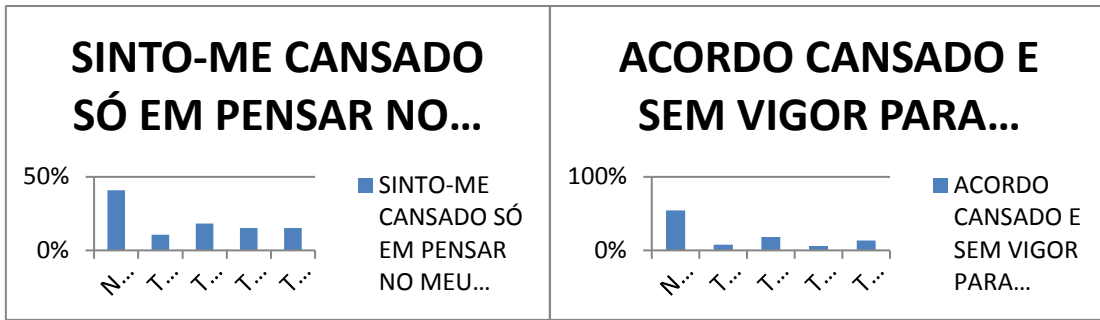 SINTO-ME CANSADO
SÓ EM PENSAR NO...
50%
0%
N...
T...
T...
T...
T...
SINTO-ME
CANSADO SÓ
EM PENSAR
NO MEU...
ACORDO CANSADO E
SEM VIGOR PARA...
100%
0%
N...
T...
T...
T...
T...
ACORDO
CANSADO E
SEM VIGOR
PARA...